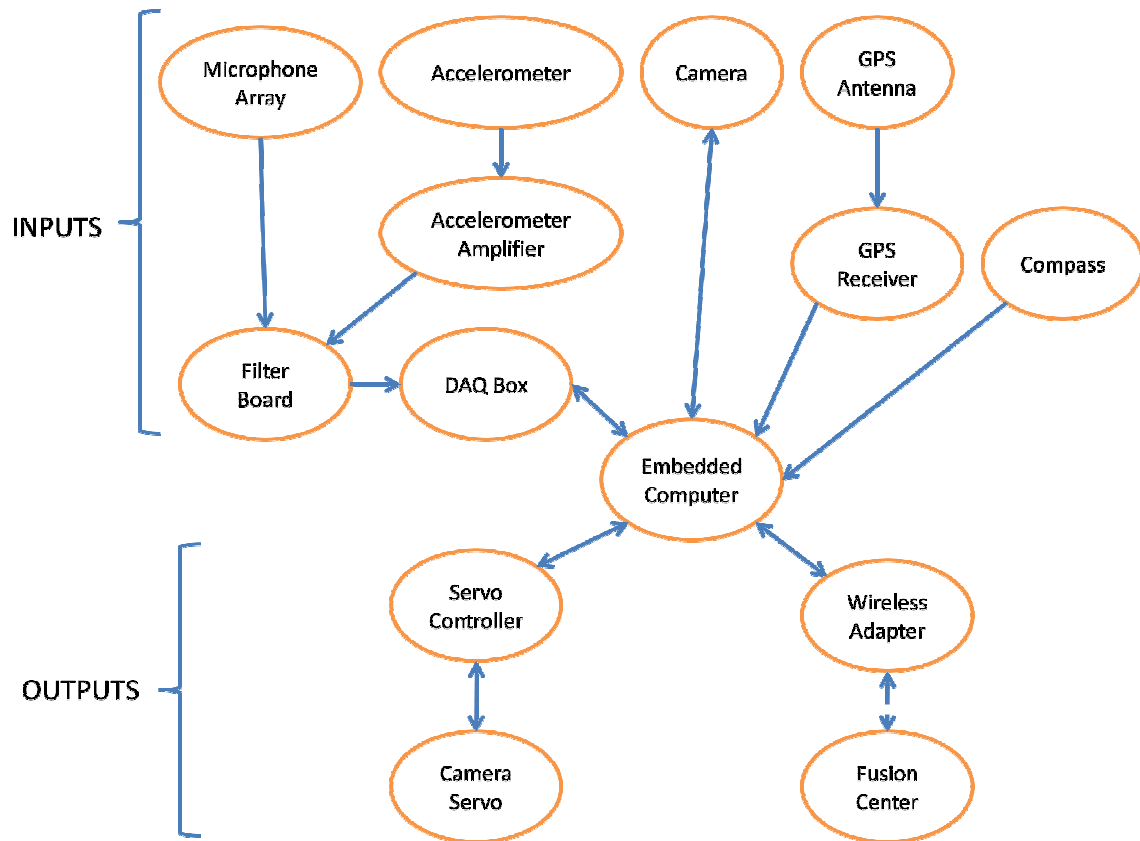 Microphone
Array
Accelerometer
Camera
GPS
Antenna
INPUTS
Accelerometer
Amplifier
GPS
Receiver
Compass
Filter
Board
DAQ Box
Embedded
Computer
OUTPUTS
Servo
Controller
Wireless
Adapter
Camera
Servo
Fusion
Center